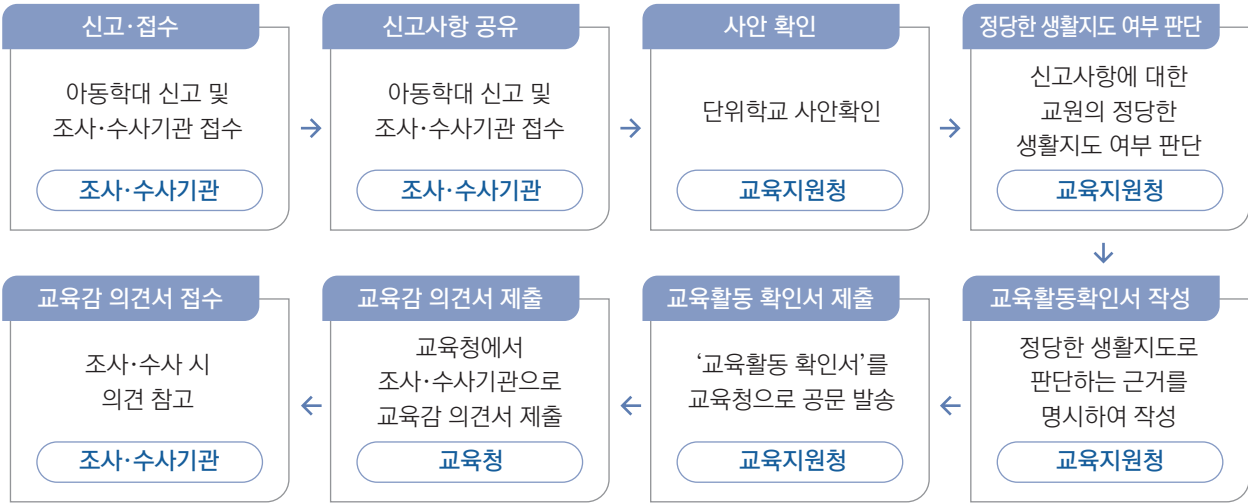 신고·접수
아동학대 신고 및
조사·수사기관 접수
조사·수사기관
신고사항 공유
아동학대 신고 및
조사·수사기관 접수
조사·수사기관
사안 확인
단위학교 사안확인
교육지원청
정당한 생활지도 여부 판단
신고사항에 대한
교원의 정당한
생활지도 여부 판단
교육지원청
교육활동확인서 작성
정당한 생활지도로
판단하는 근거를
명시하여 작성
교육지원청
교육활동 확인서 제출
‘교육활동 확인서’를
교육청으로 공문 발송
교육지원청
교육감 의견서 제출
교육청에서
조사·수사기관으로
교육감 의견서 제출
교육청
교육감 의견서 접수
조사·수사 시
의견 참고
조사·수사기관